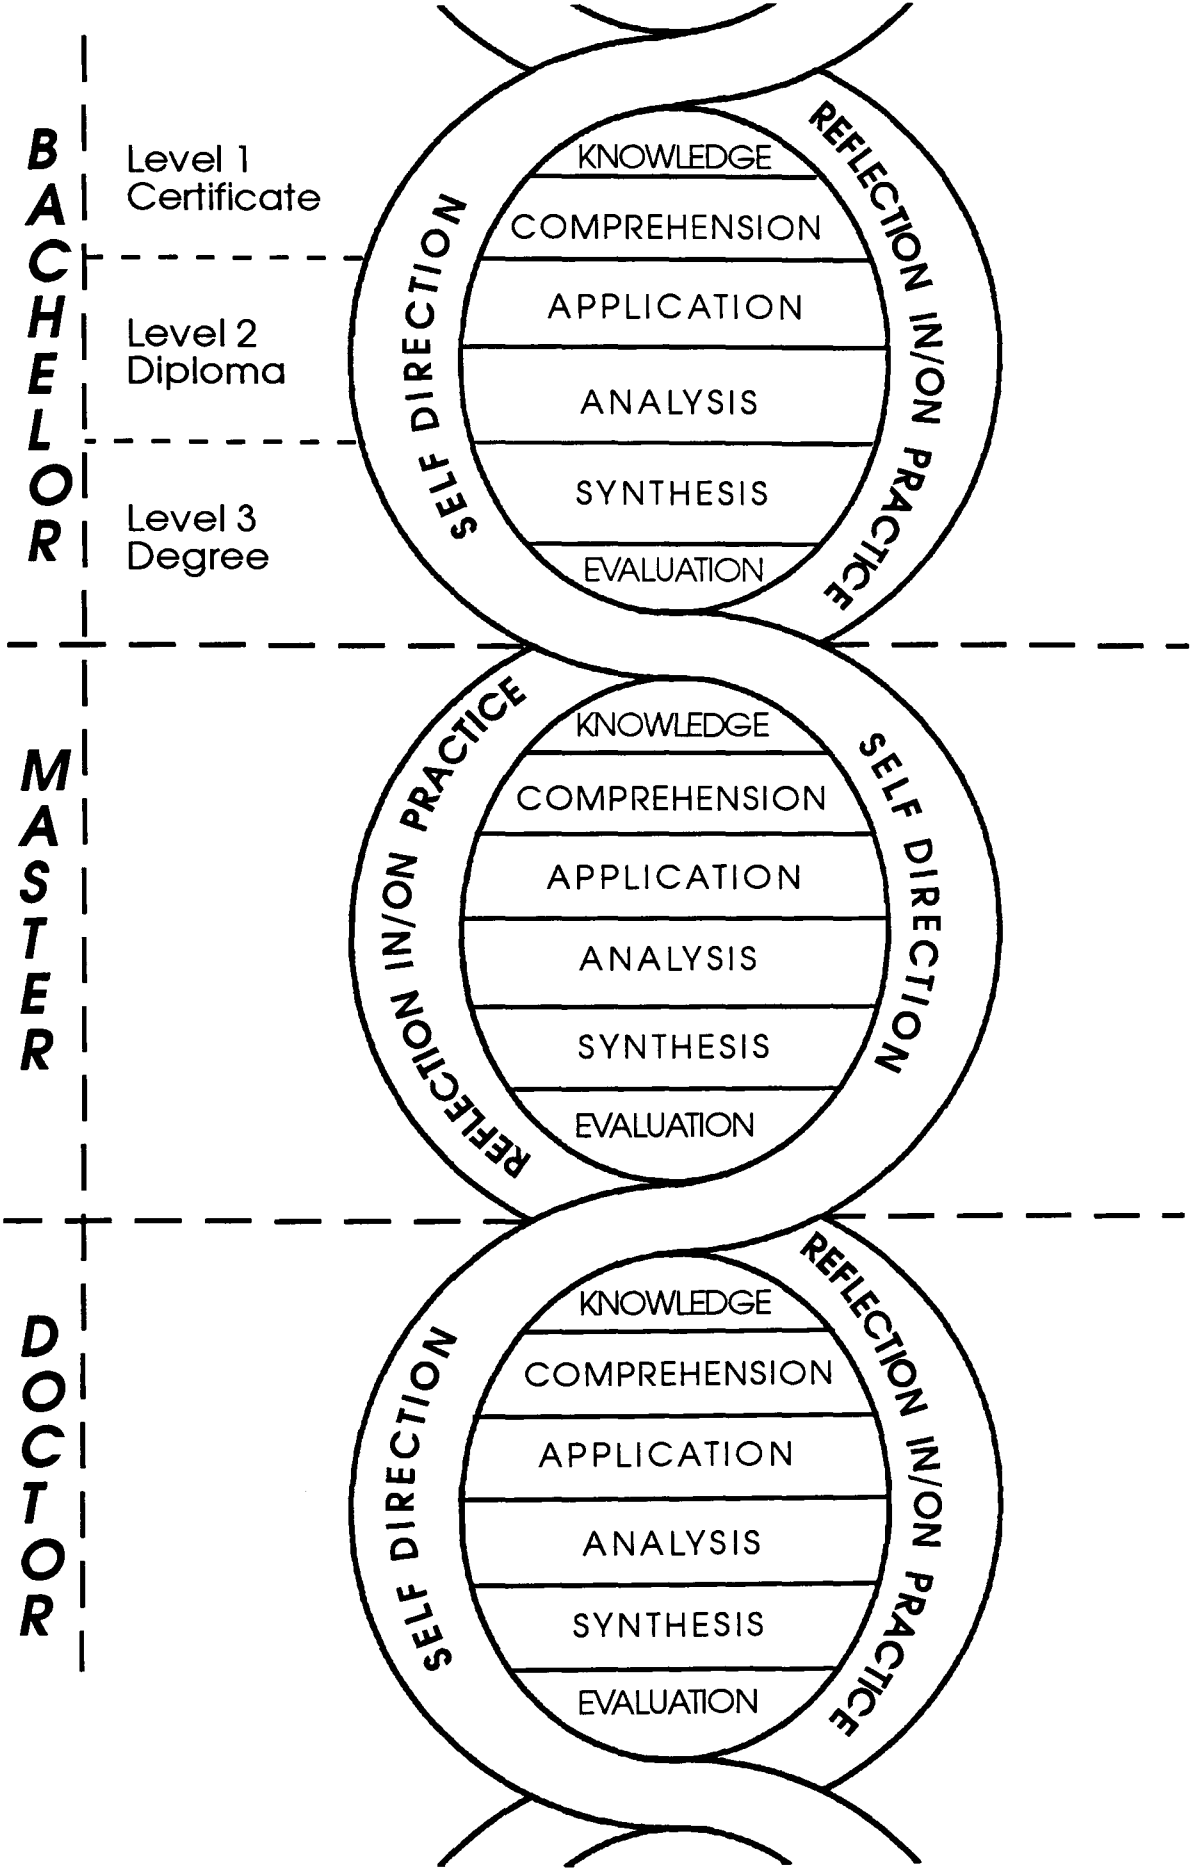 BACHELOR
Level 1
Certificate
Level 2
Diploma
Level 3
Degree
SELF DIRECTION
KNOWLEDGE
COMPREHENSION
APPLICATION
ANALYSIS
SYNTHESIS
EVALUATION
REFLECTION IN/ON PRACTICE
MASTER
REFLECTION IN/ON PRACTICE
KNOWLEDGE
COMPREHENSION
APPLICATION
ANALYSIS
SYNTHESIS
EVALUATION
SELF DIRECTION
DOCTOR
SELF DIRECTION
KNOWLEDGE
COMPREHENSION
APPLICATION
ANALYSIS
SYNTHESIS
EVALUATION
REFLECTION IN/ON PRACTICE